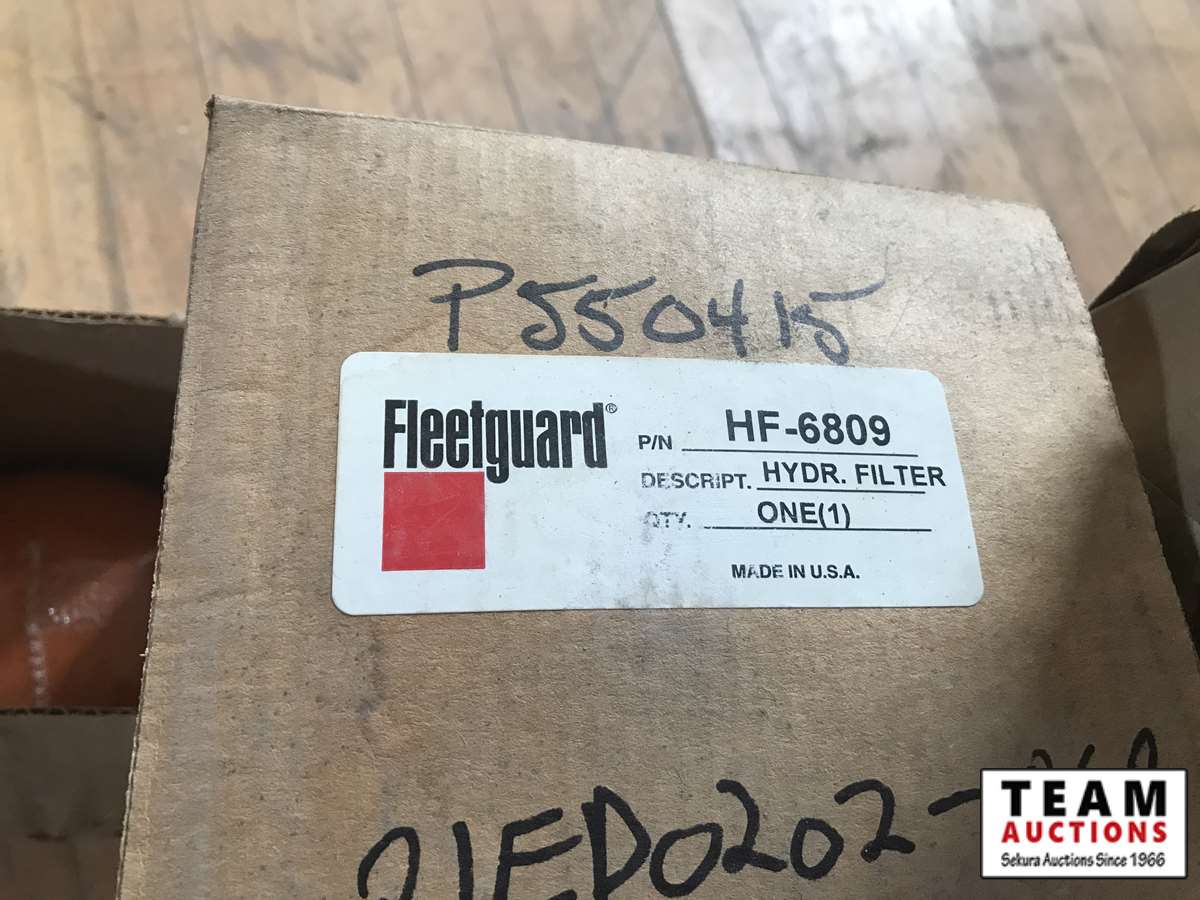 P550415
Fleetguard®
P/N HF-6809
DESCRIPT. HYDR. FILTER
QTY. ONE(1)
MADE IN U.S.A.
TEAM
AUCTIONS
Sekura Auctions Since 1966